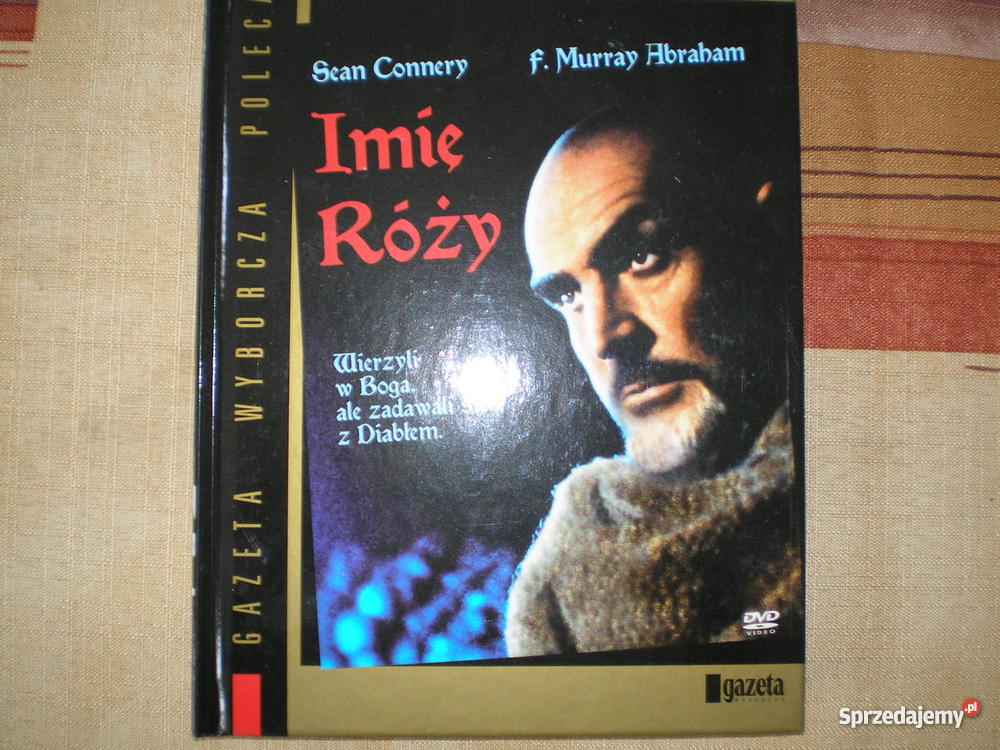 GAZETA WYBORCZA POLECA
Sean Connery
F. Murray Abraham
Imię
Róży
Wierzyli
w Boga,
ale zadawali się
z Diabłem.
DVD
VIDEO
gazeta
WYBORCZA
Sprzedajemy.pl